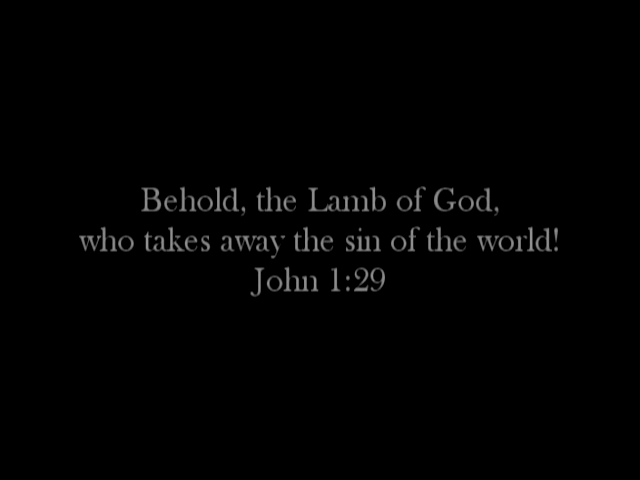 Behold, the Lamb of God,
who takes away the sin of the world!
John 1:29